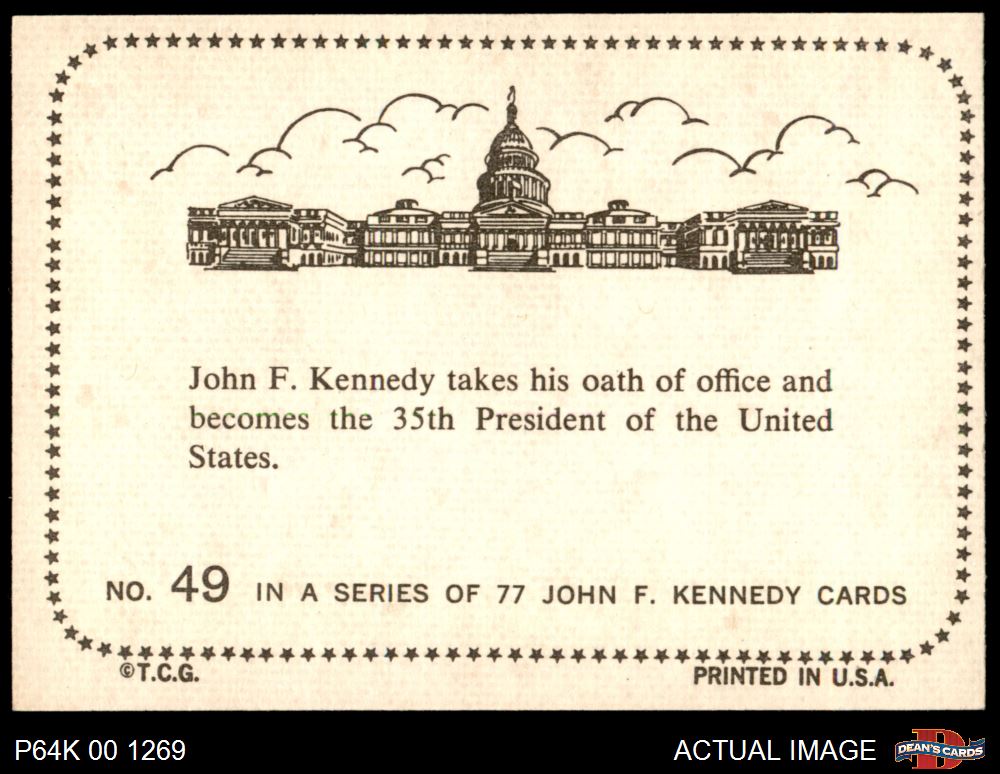 John F. Kennedy takes his oath of office and
becomes the 35th President of the United
States.
NO. 49 IN A SERIES OF 77 JOHN F. KENNEDY CARDS
©T.C.G.
PRINTED IN U.S.A.
P64K 00 1269
ACTUAL IMAGE
DEAN'S CARDS